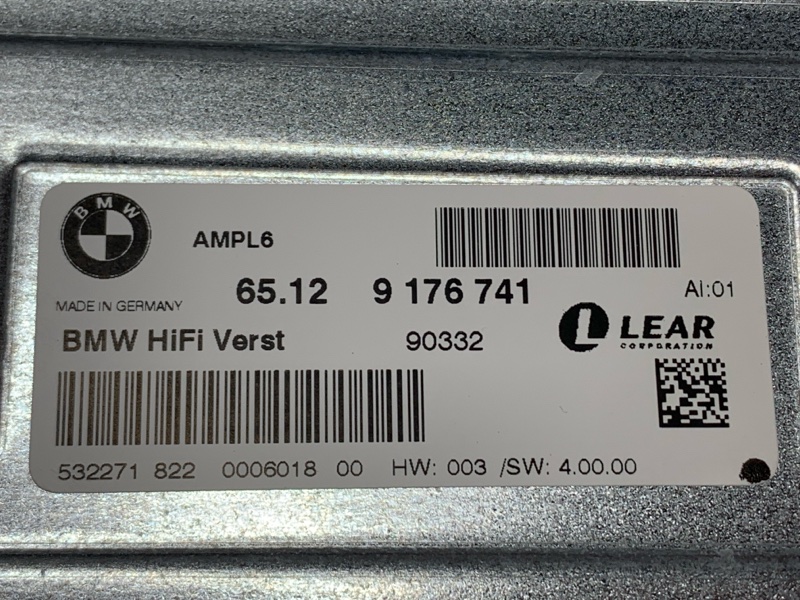 BMW
AMPL6
65.12 9 176 741
AI:01
MADE IN GERMANY
BMW HiFi Verst 90332
L LEAR
CORPORATION
532271 822 0006018 00 HW: 003 /SW: 4.00.00